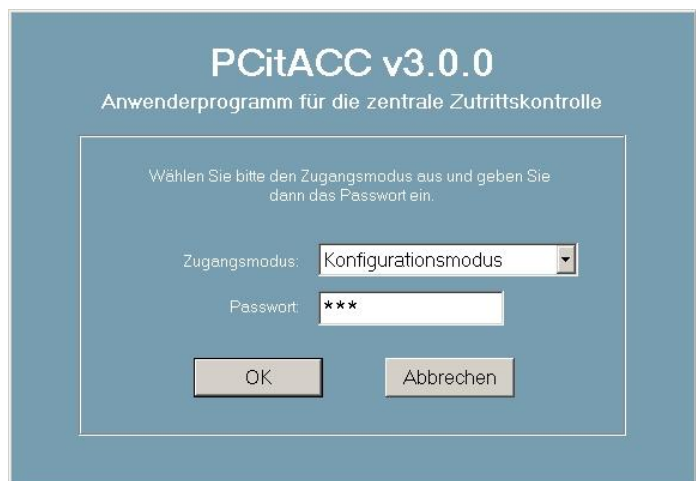 PCitACC v3.0.0
Anwenderprogramm für die zentrale Zutrittskontrolle
Wählen Sie bitte den Zugangsmodus aus und geben Sie
dann das Passwort ein.
Zugangsmodus: Konfigurationsmodus
Passwort: ***
OK Abbrechen